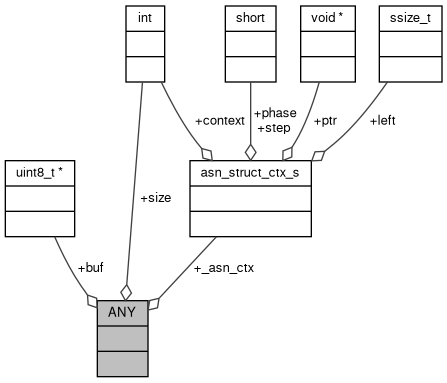 int
short
void *
ssize_t
+context
+phase
+step
+ptr
+left
uint8_t *
asn_struct_ctx_s
+size
+buf
+_asn_ctx
ANY